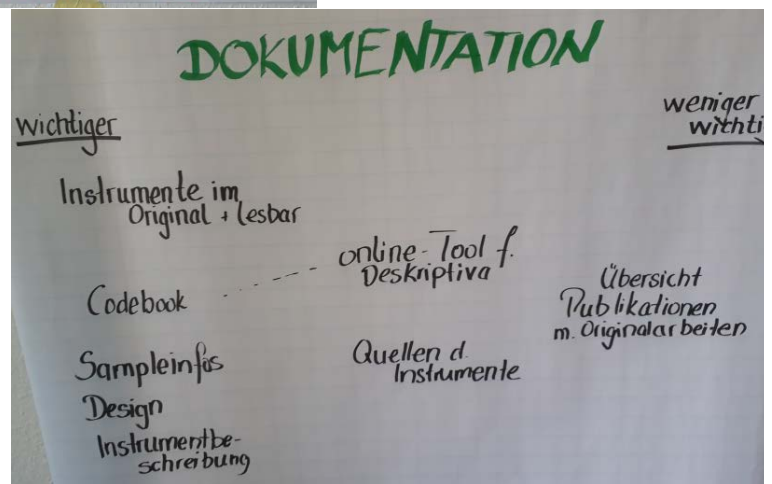 DOKUMENTATION
wichtiger
weniger
withti
Instrumente im
Original + lesbar
online-Tool f.
Deskriptiva
Codebook
Übersicht
Publikationen
m. Originalarbeiten
Sampleinfos
Quellen d.
Instrumente
Design
Instrumentbe-
schreibung